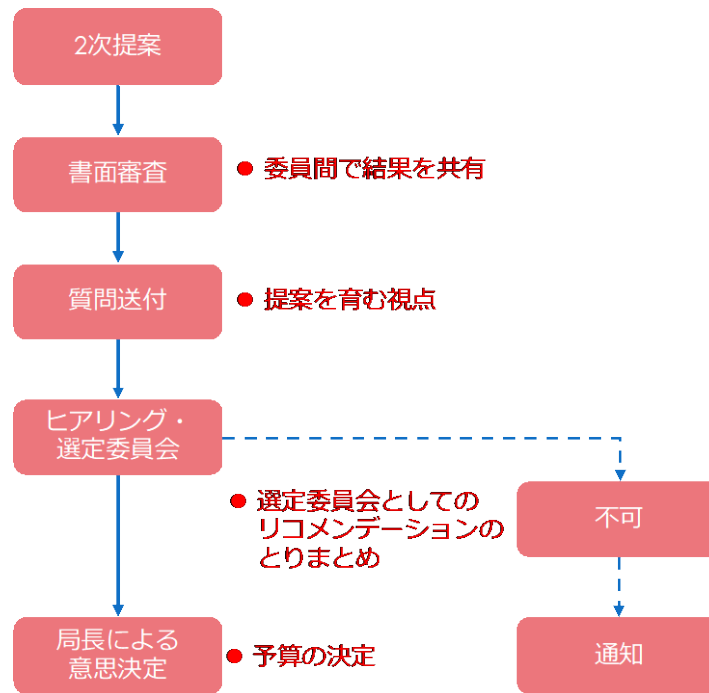 2次提案
書面審査
● 委員間で結果を共有
質問送付
● 提案を育む視点
ヒアリング・
選定委員会
● 選定委員会としての
リコメンデーションの
とりまとめ
不可
局長による
意思決定
● 予算の決定
通知